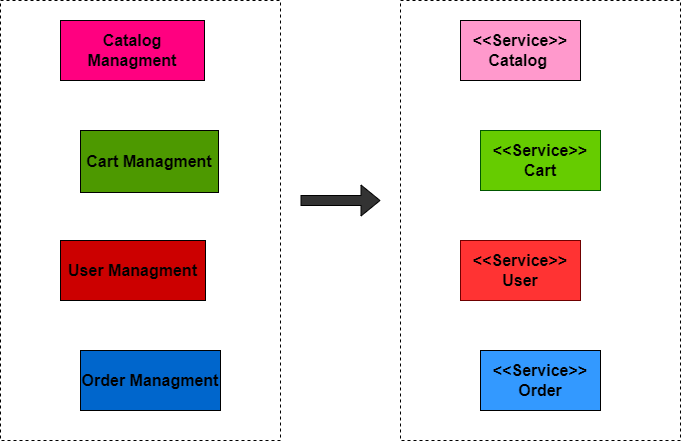 Catalog
Managment
Cart Managment
User Managment
Order Managment
<<Service>>
Catalog
<<Service>>
Cart
<<Service>>
User
<<Service>>
Order